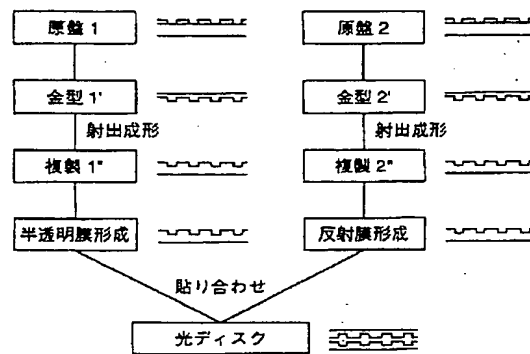 原盤 1
原盤 2
金型 1'
金型 2'
射出成形
射出成形
複製 1"
複製 2"
半透明膜形成
反射膜形成
貼り合わせ
光ディスク